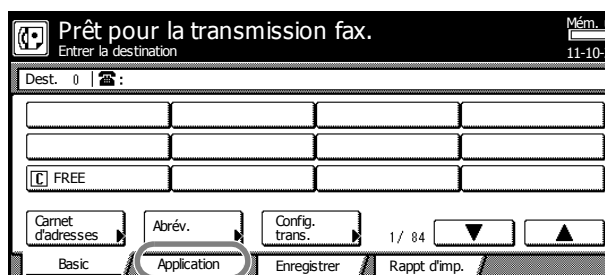 Prêt pour la transmission fax.
Entrer la destination
Mém.
11-10-
Dest. 0 ☎:
C FREE
Carnet d'adresses
Abrév.
Config. trans.
1/ 84
Basic
Application
Enregistrer
Rappt d'imp.